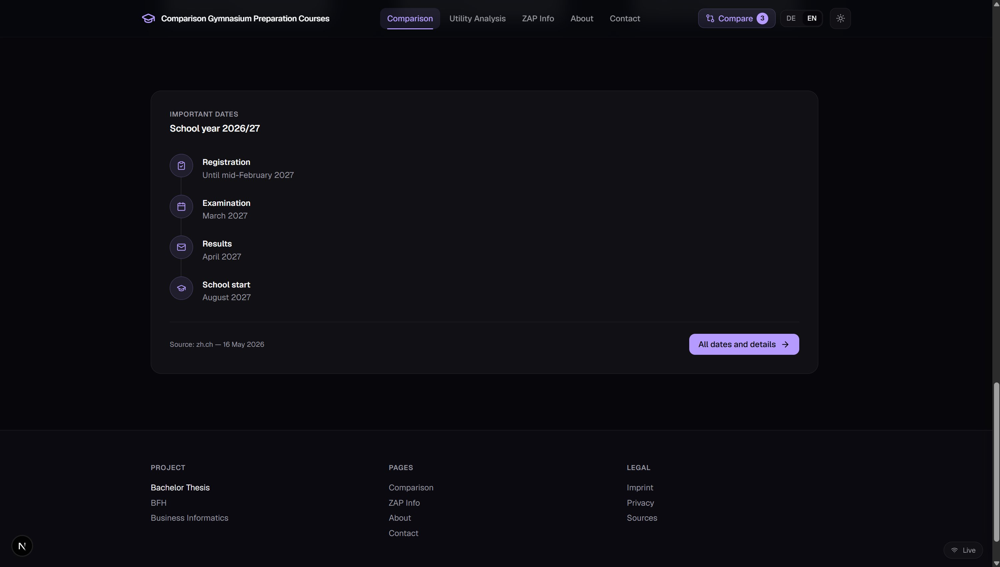 Comparison Gymnasium Preparation Courses
Comparison
Utility Analysis
ZAP Info
About
Contact
Compare 3
DE
EN
IMPORTANT DATES
School year 2026/27
Registration
Until mid-February 2027
Examination
March 2027
Results
April 2027
School start
August 2027
Source: zh.ch — 16 May 2026
All dates and details →
PROJECT
Bachelor Thesis
BFH
Business Informatics
PAGES
Comparison
ZAP Info
About
Contact
LEGAL
Imprint
Privacy
Sources
N
Live